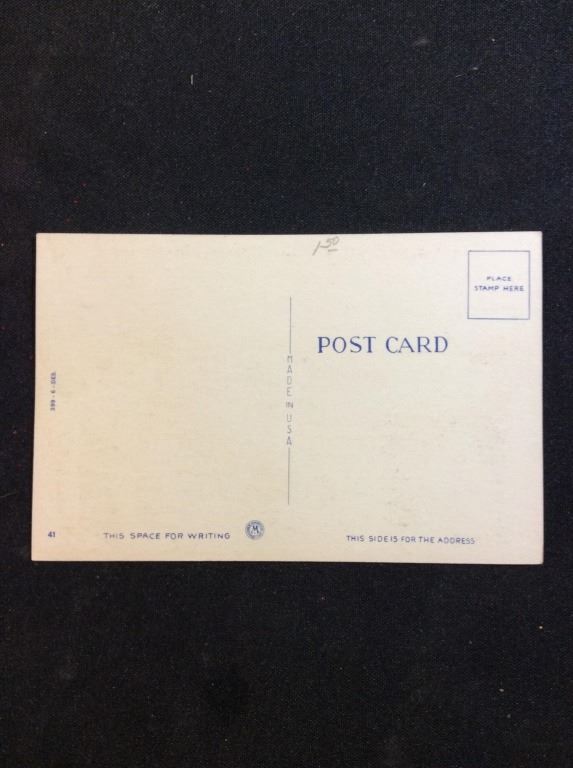 1 50
PLACE
STAMP HERE
POST CARD
MADE IN USA
41
THIS SPACE FOR WRITING
M
THIS SIDE IS FOR THE ADDRESS